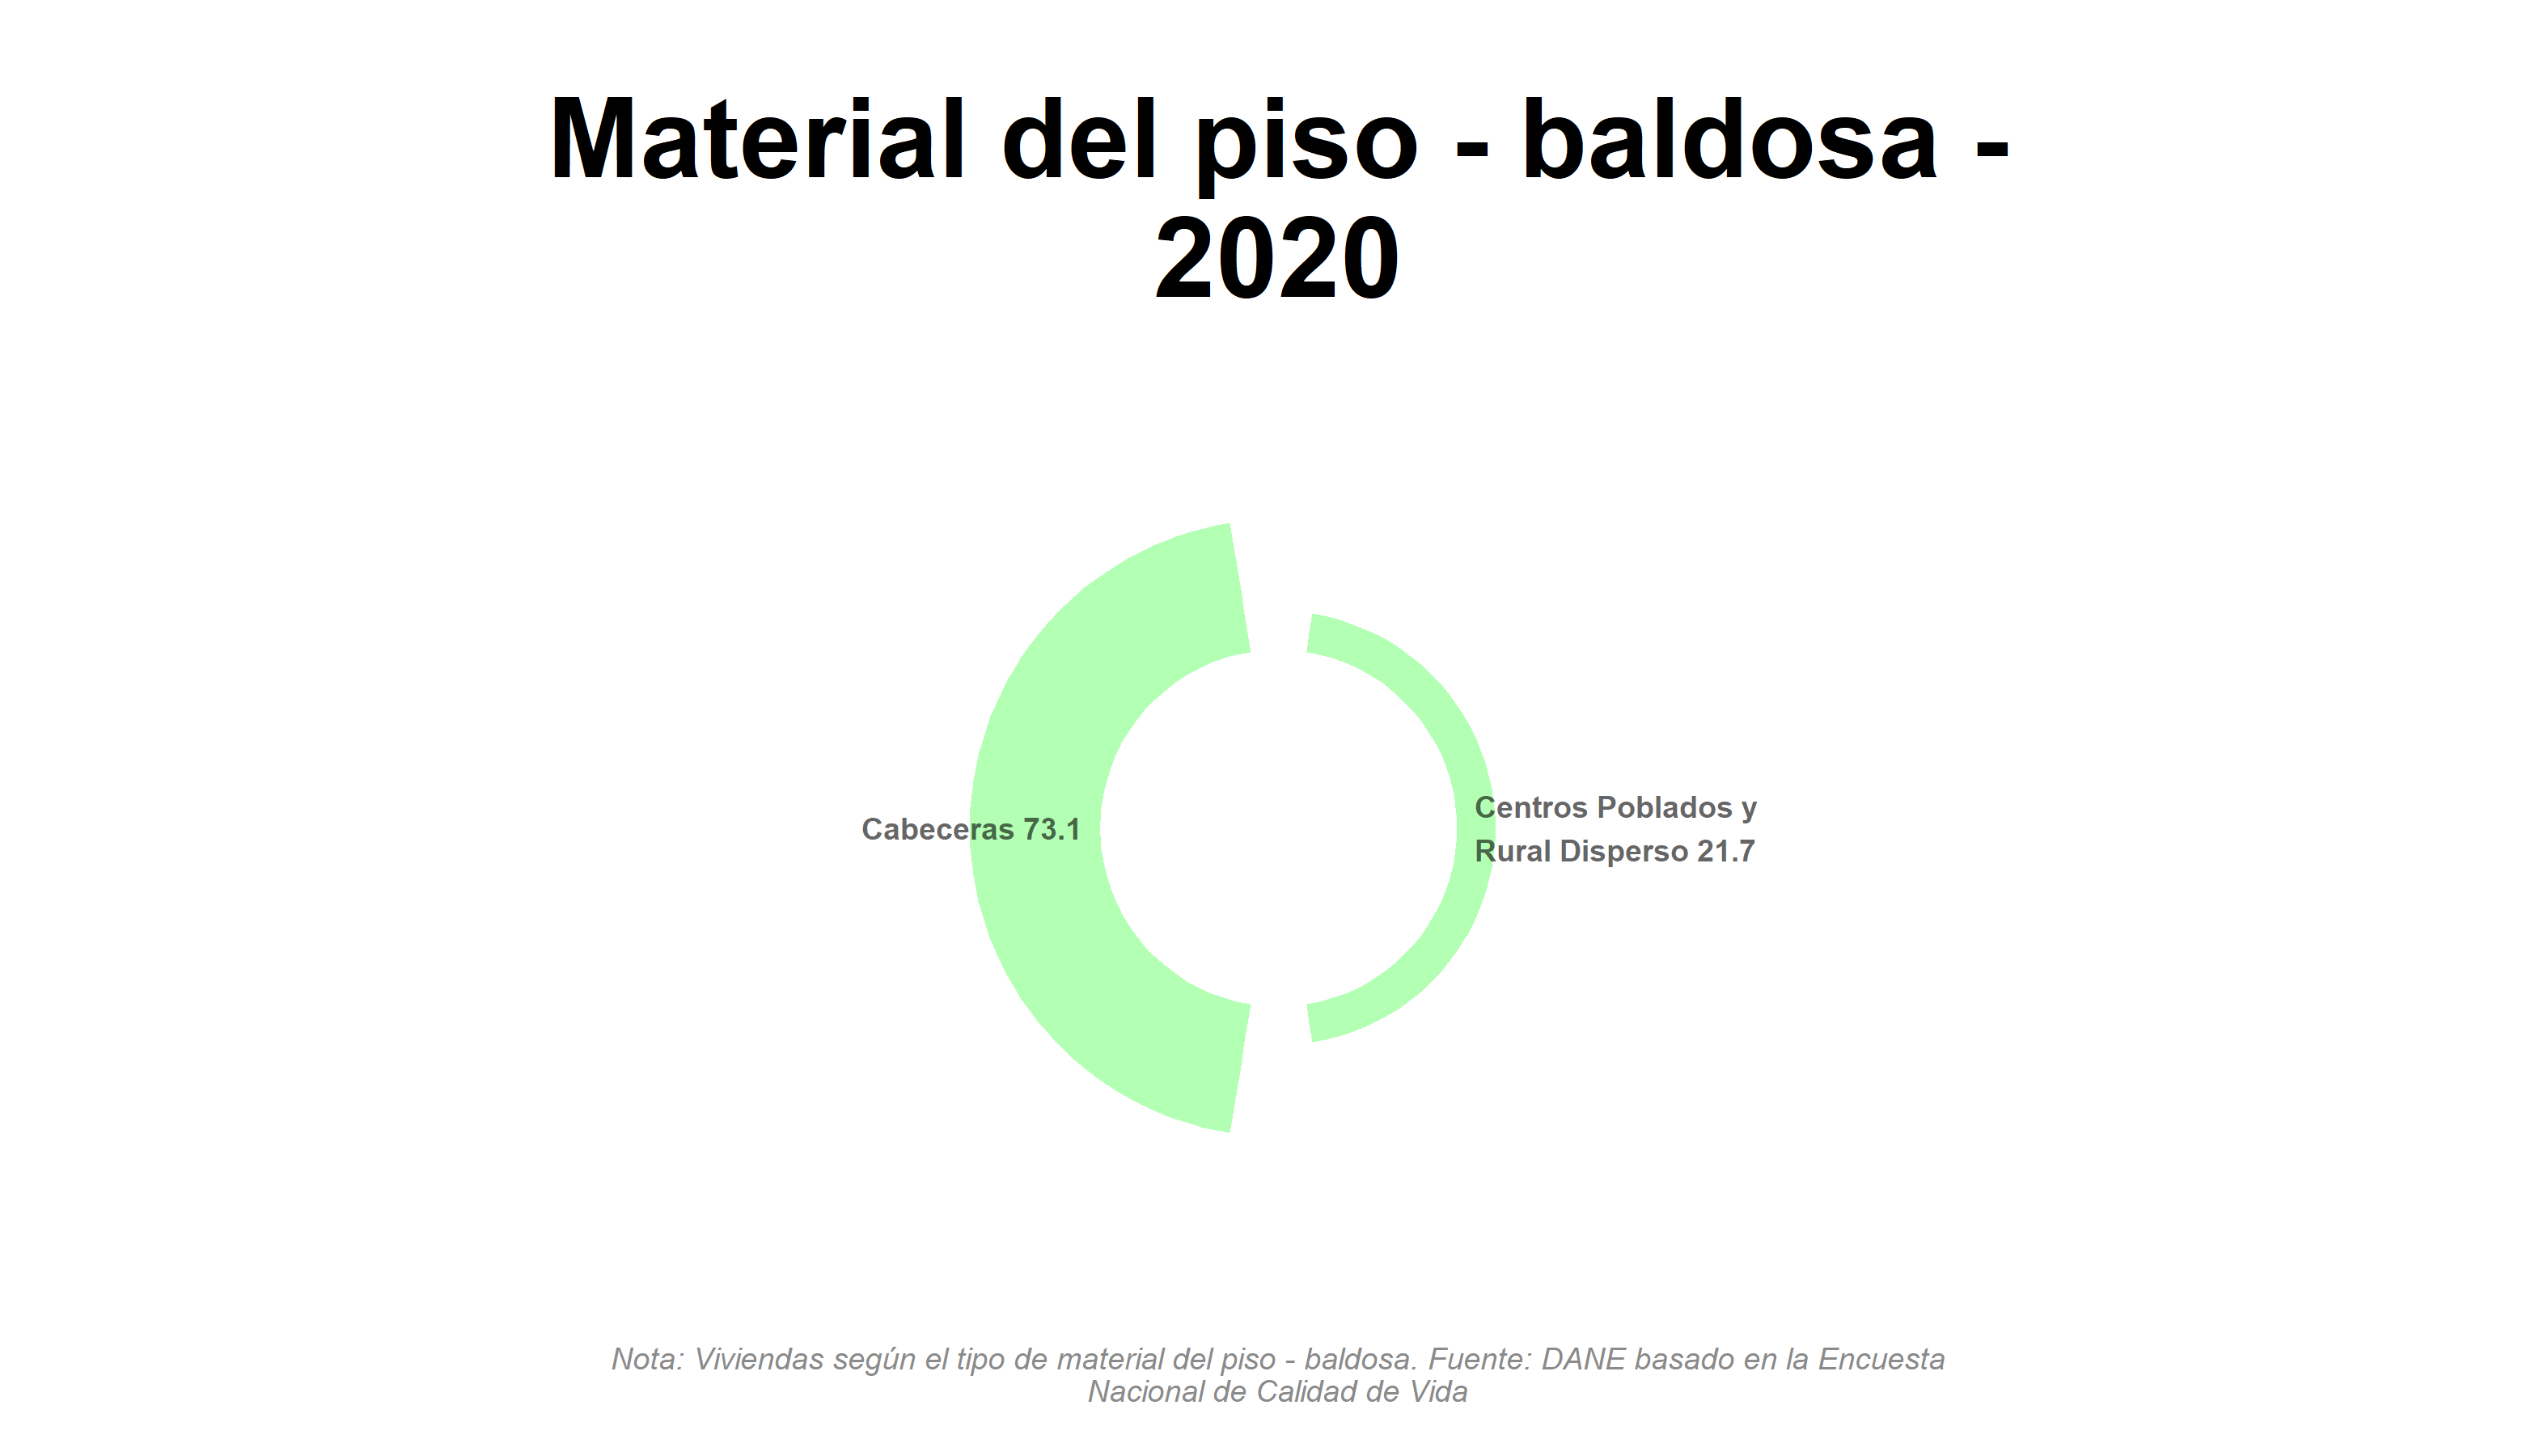 Material del piso - baldosa -
2020
Cabeceras 73.1
Centros Poblados y
Rural Disperso 21.7
Nota: Viviendas según el tipo de material del piso - baldosa. Fuente: DANE basado en la Encuesta
Nacional de Calidad de Vida